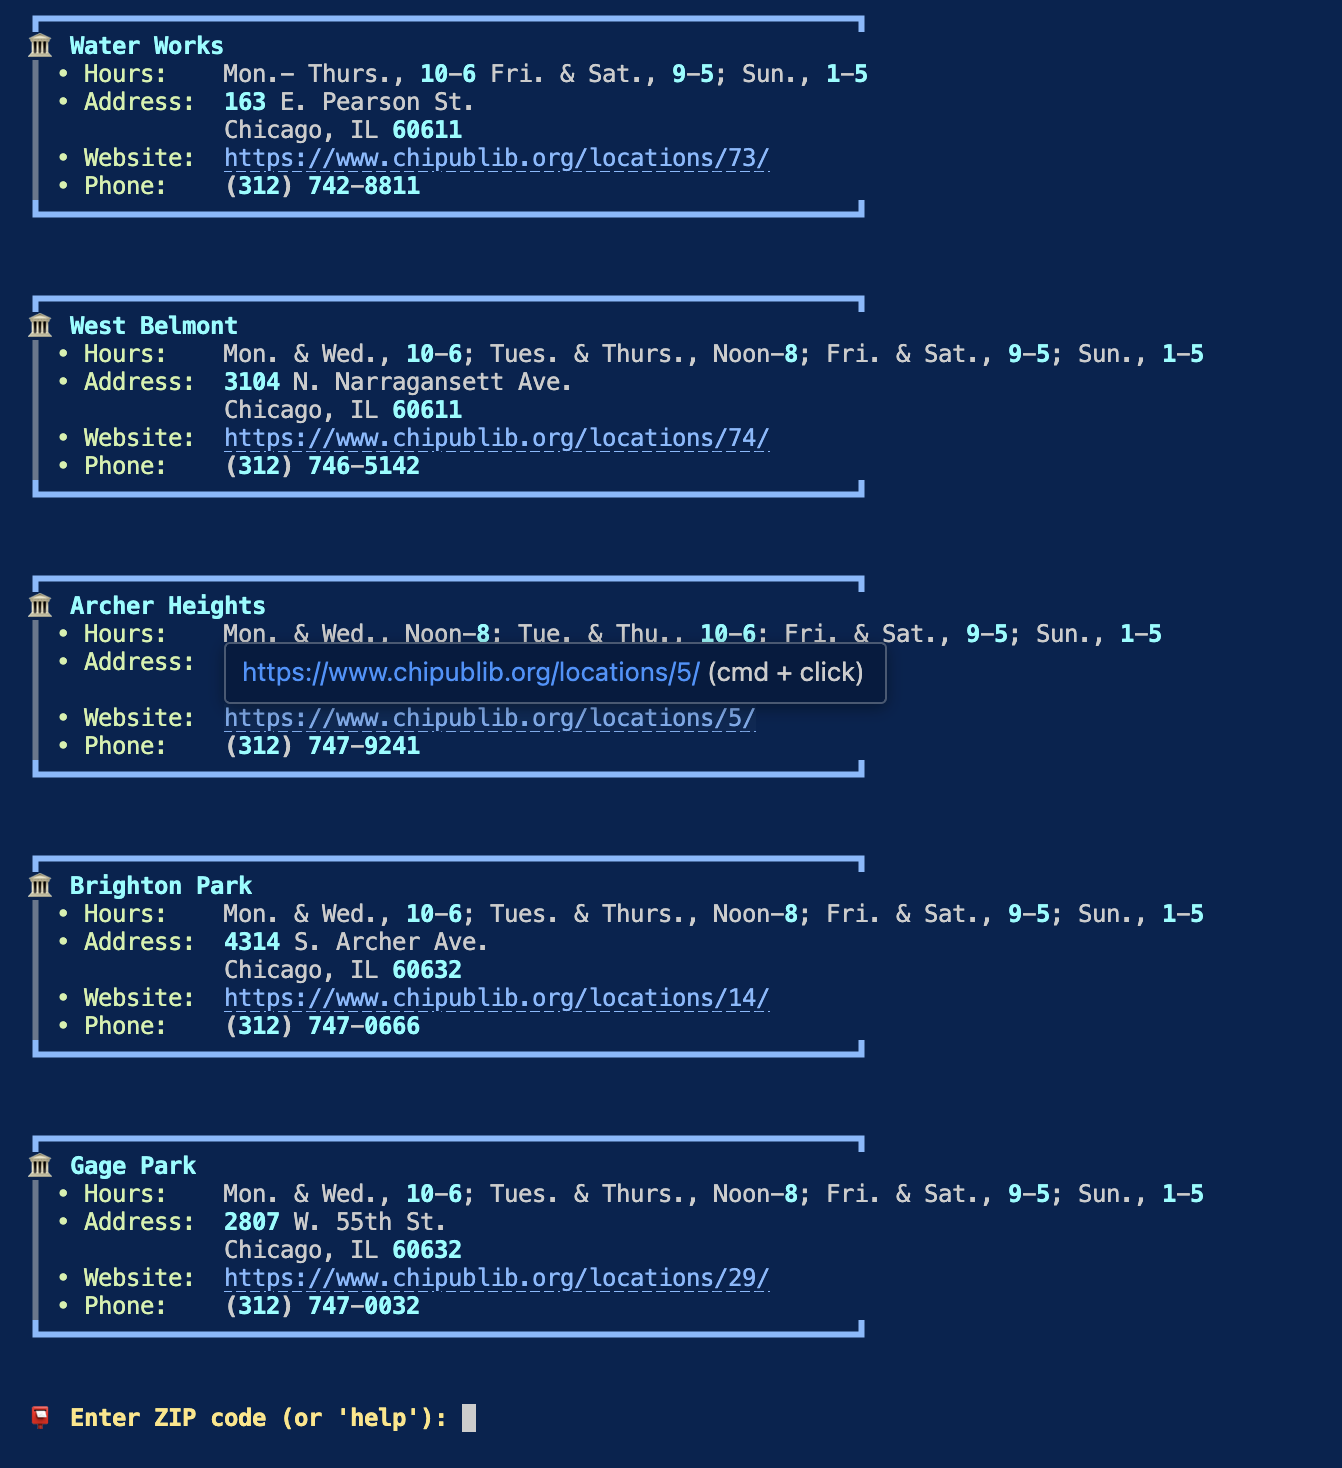 Water Works
• Hours: Mon.– Thurs., 10–6 Fri. & Sat., 9–5; Sun., 1–5
• Address: 163 E. Pearson St.
Chicago, IL 60611
• Website: https://www.chipublib.org/locations/73/
• Phone: (312) 742–8811
West Belmont
• Hours: Mon. & Wed., 10–6; Tues. & Thurs., Noon–8; Fri. & Sat., 9–5; Sun., 1–5
• Address: 3104 N. Narragansett Ave.
Chicago, IL 60611
• Website: https://www.chipublib.org/locations/74/
• Phone: (312) 746–5142
Archer Heights
• Hours: Mon. & Wed., Noon–8; Tue. & Thu., 10–6; Fri. & Sat., 9–5; Sun., 1–5
• Address:
https://www.chipublib.org/locations/5/ (cmd + click)
• Website: https://www.chipublib.org/locations/5/
• Phone: (312) 747–9241
Brighton Park
• Hours: Mon. & Wed., 10–6; Tues. & Thurs., Noon–8; Fri. & Sat., 9–5; Sun., 1–5
• Address: 4314 S. Archer Ave.
Chicago, IL 60632
• Website: https://www.chipublib.org/locations/14/
• Phone: (312) 747–0666
Gage Park
• Hours: Mon. & Wed., 10–6; Tues. & Thurs., Noon–8; Fri. & Sat., 9–5; Sun., 1–5
• Address: 2807 W. 55th St.
Chicago, IL 60632
• Website: https://www.chipublib.org/locations/29/
• Phone: (312) 747–0032
Enter ZIP code (or 'help'):